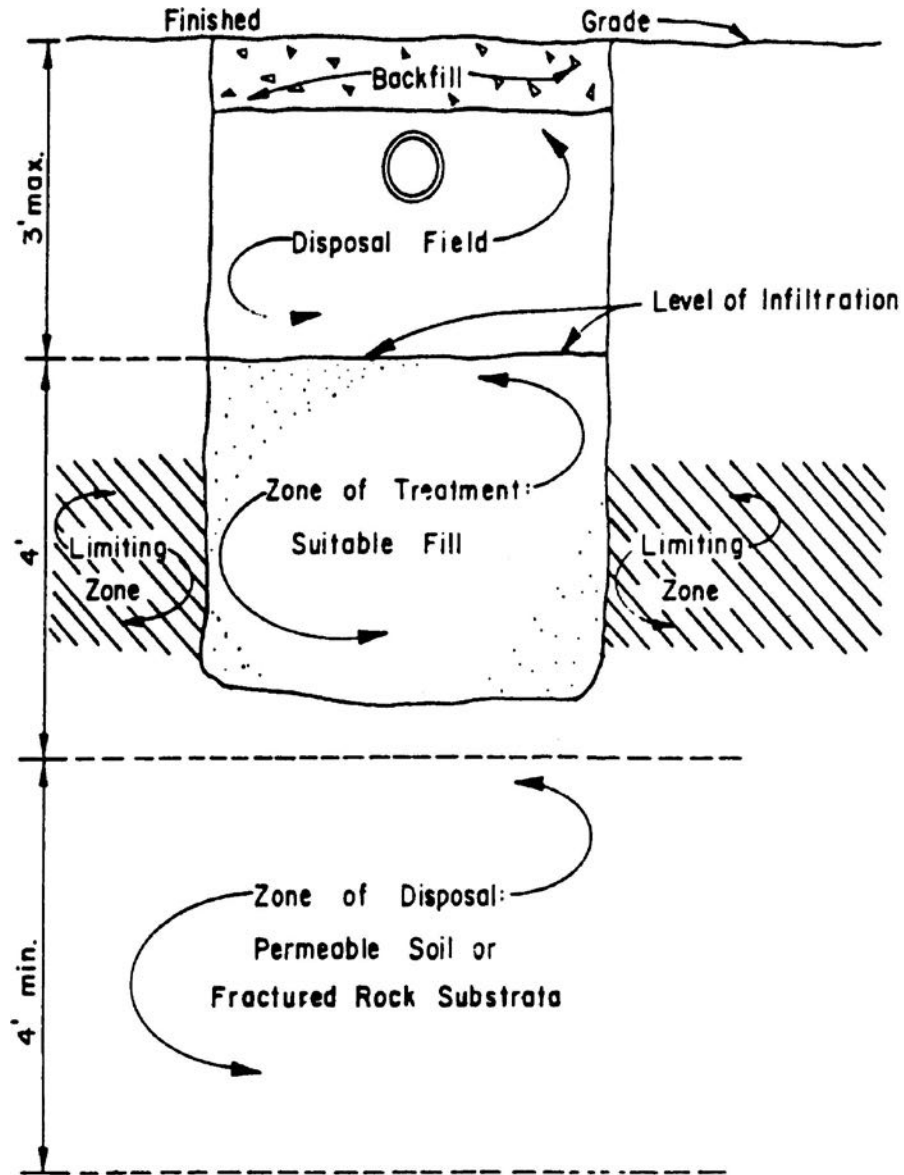 Finished Grade
Backfill
3' max.
Disposal Field
Level of Infiltration
4'
Zone of Treatment:
Suitable Fill
Limiting
Zone
Limiting
Zone
4' min.
Zone of Disposal:
Permeable Soil or
Fractured Rock Substrata